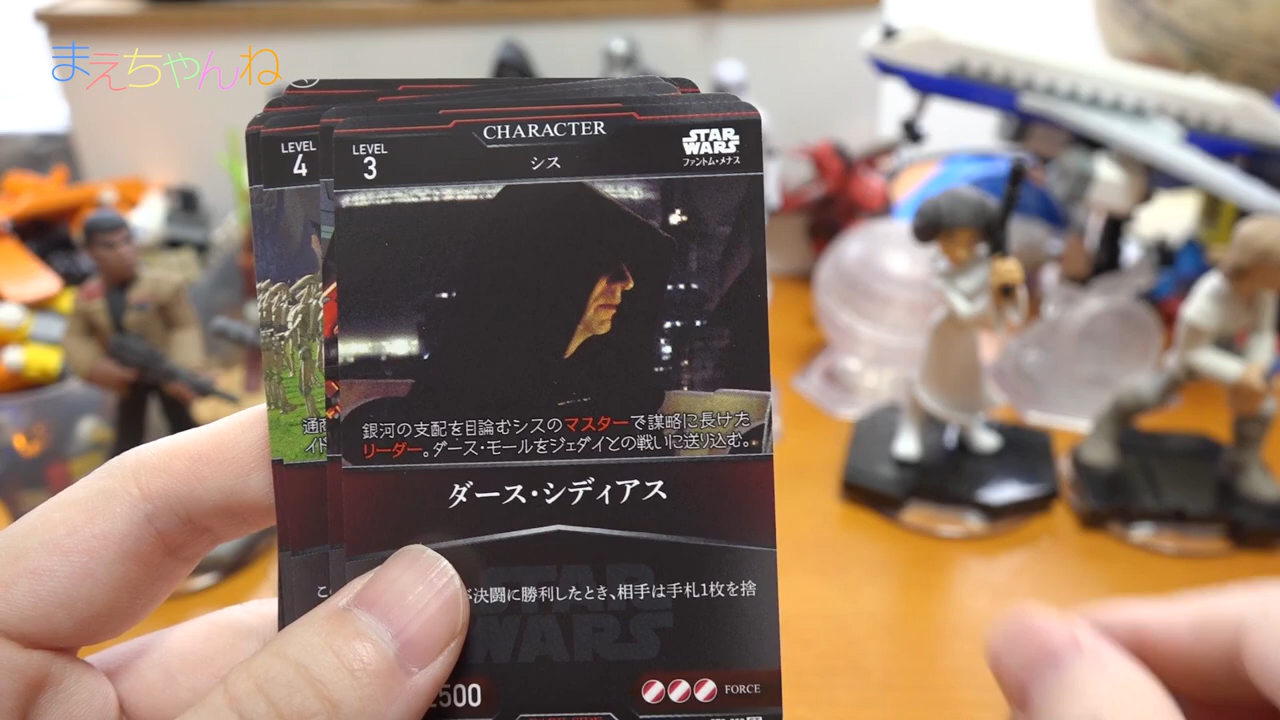 まえちゃんね
CHARACTER
LEVEL
4
LEVEL
3
シス
STAR
WARS
ファントム・メナス
銀河の支配を目論むシスのマスターで謀略に長けた
リーダー。ダース・モールをジェダイとの戦いに送り込む。
ダース・シディアス
決闘に勝利したとき、相手は手札1枚を捨
STAR
WARS
500
FORCE